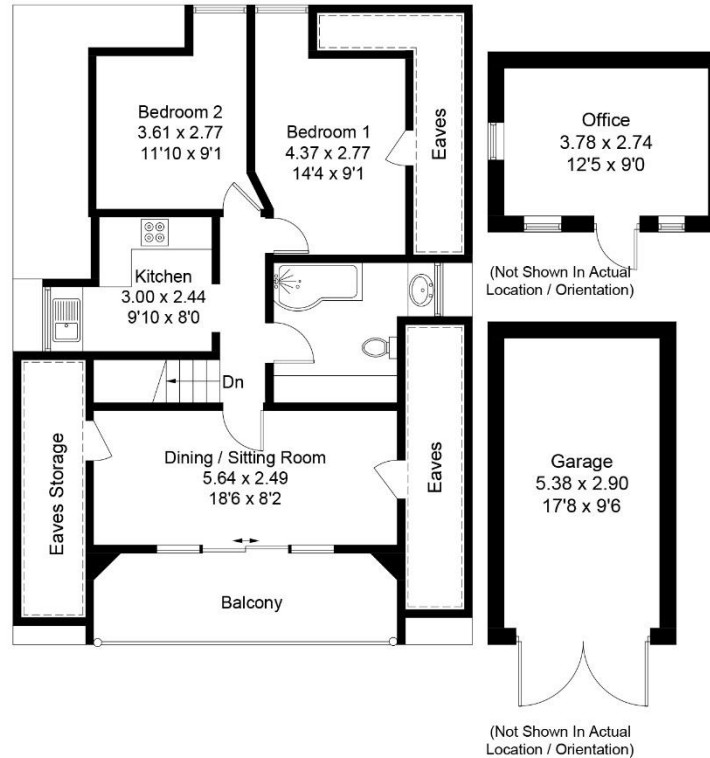 Bedroom 2
3.61 x 2.77
11'10 x 9'1
Bedroom 1
4.37 x 2.77
14'4 x 9'1
Eaves
Office
3.78 x 2.74
12'5 x 9'0
(Not Shown In Actual
Location / Orientation)
Kitchen
3.00 x 2.44
9'10 x 8'0
Dn
Eaves Storage
Dining / Sitting Room
5.64 x 2.49
18'6 x 8'2
Eaves
Balcony
Garage
5.38 x 2.90
17'8 x 9'6
(Not Shown In Actual
Location / Orientation)